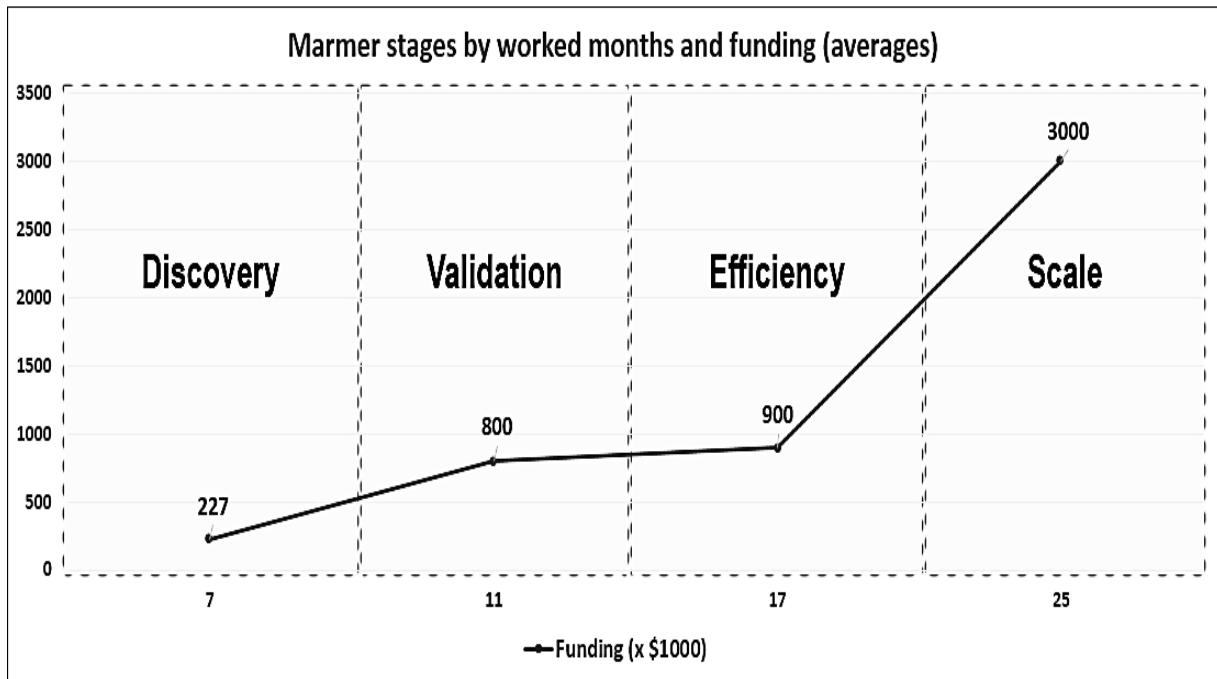 Marmer stages by worked months and funding (averages)
3500
3000
2500
2000
1500
1000
500
0
Discovery
Validation
Efficiency
Scale
227
800
900
3000
7 11 17 25
Funding (x $1000)